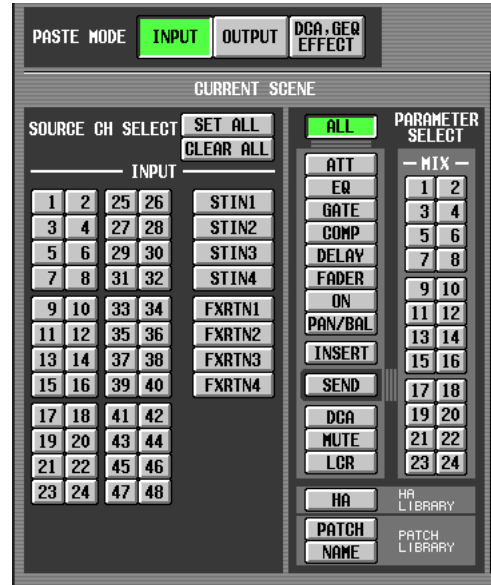 PASTE MODE INPUT OUTPUT DCA,GEQ EFFECT
CURRENT SCENE
SOURCE CH SELECT SET ALL
CLEAR ALL
INPUT
1 2 25 26 STIN1
3 4 27 28 STIN2
5 6 29 30 STIN3
7 8 31 32 STIN4
9 10 33 34 FXRTN1
11 12 35 36 FXRTN2
13 14 37 38 FXRTN3
15 16 39 40 FXRTN4
17 18 41 42
19 20 43 44
21 22 45 46
23 24 47 48
ALL
ATT
EQ
GATE
COMP
DELAY
FADER
ON
PAN/BAL
INSERT
SEND
DCA
MUTE
LCR
PARAMETER
SELECT
MIX
1 2
3 4
5 6
7 8
9 10
11 12
13 14
15 16
17 18
19 20
21 22
23 24
HA HA
LIBRARY
PATCH PATCH
NAME LIBRARY